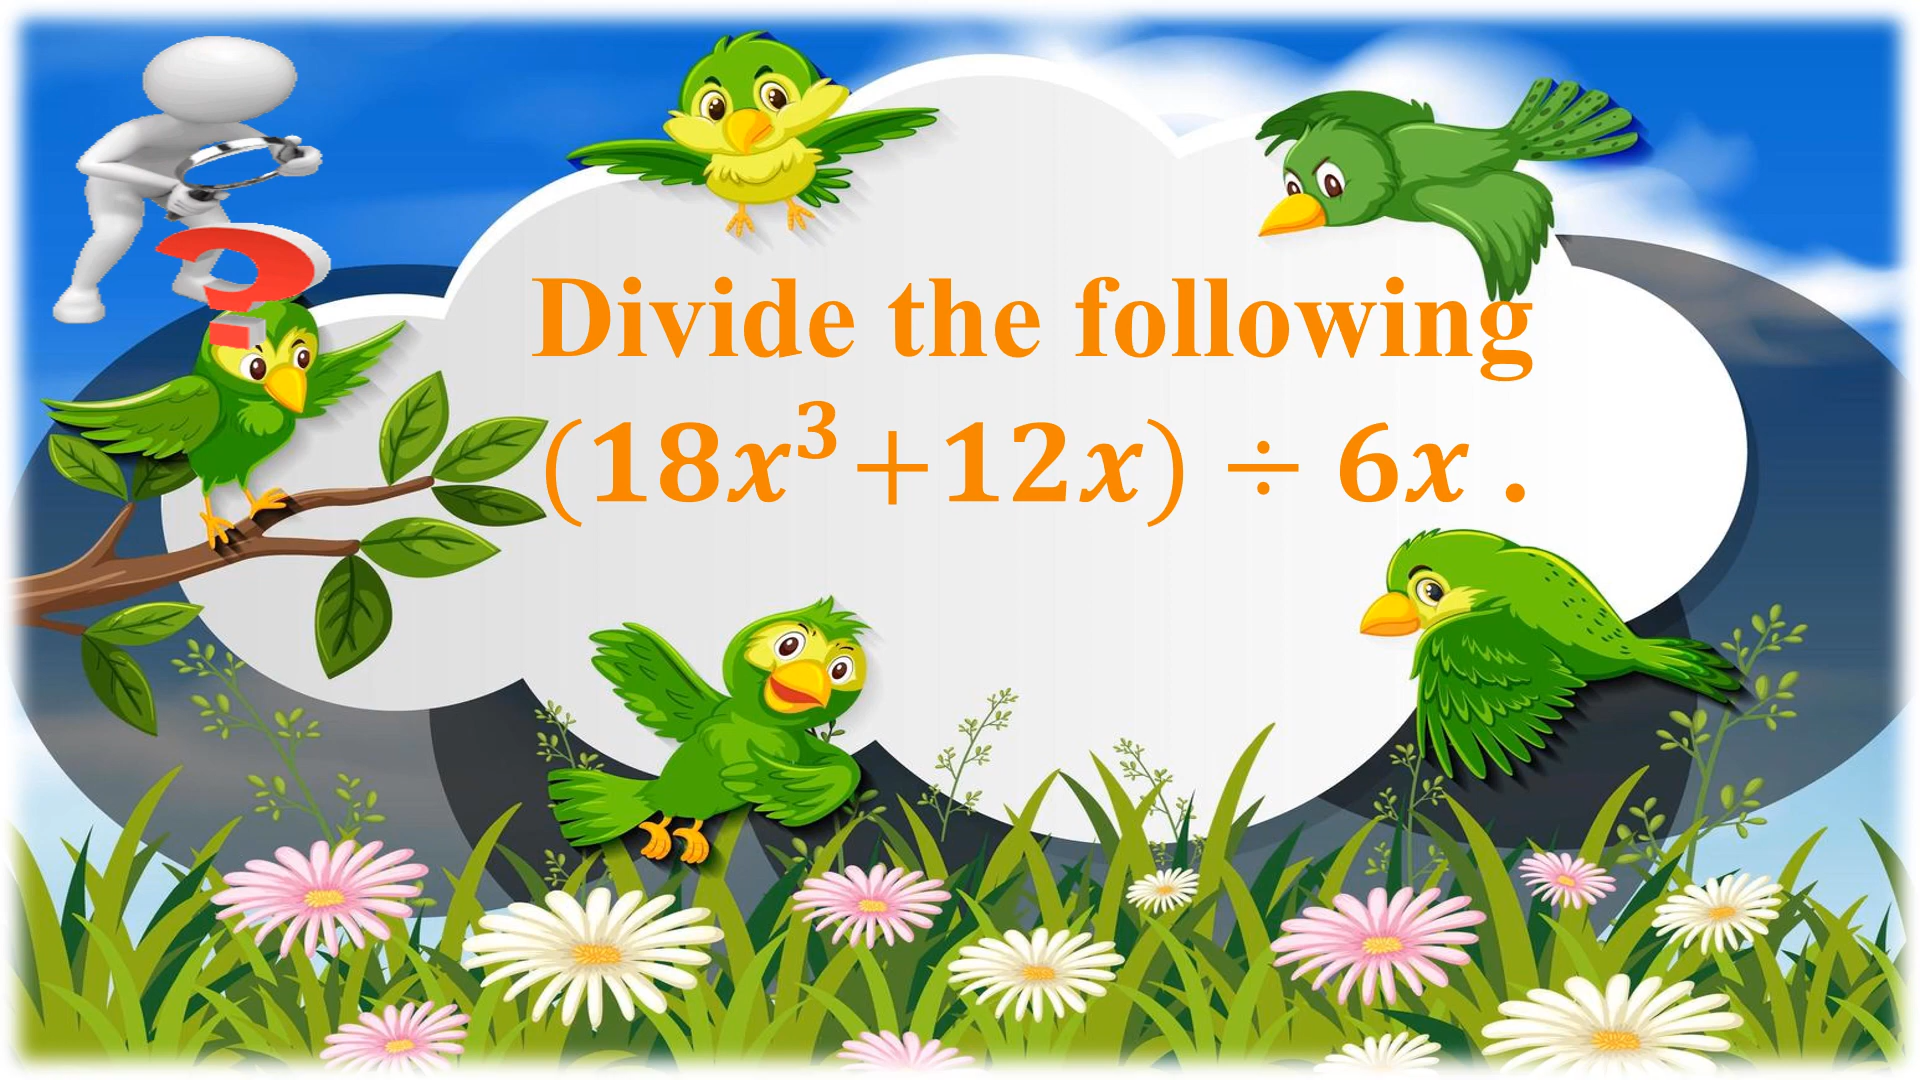 Divide the following
(18𝒙³+12𝒙) ÷ 6𝒙 .